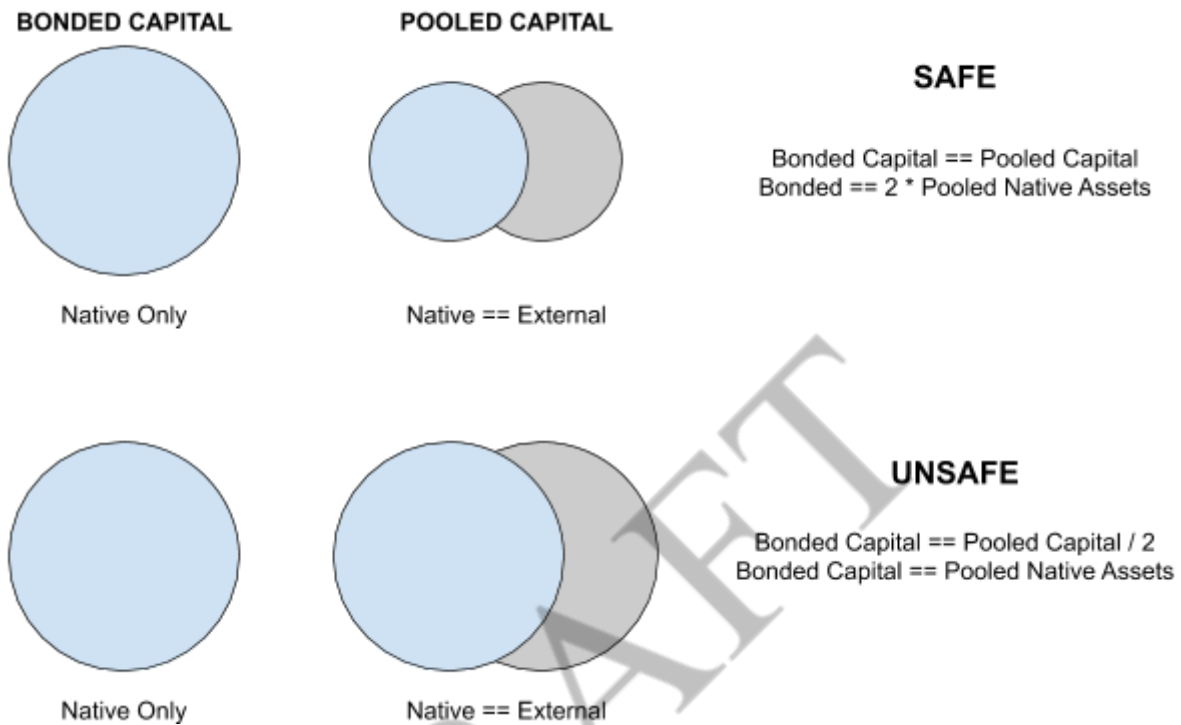 BONDED CAPITAL
POOLED CAPITAL
SAFE
Bonded Capital == Pooled Capital
Bonded == 2 * Pooled Native Assets
Native Only
Native == External
UNSAFE
Bonded Capital == Pooled Capital / 2
Bonded Capital == Pooled Native Assets
Native Only
Native == External
AFT